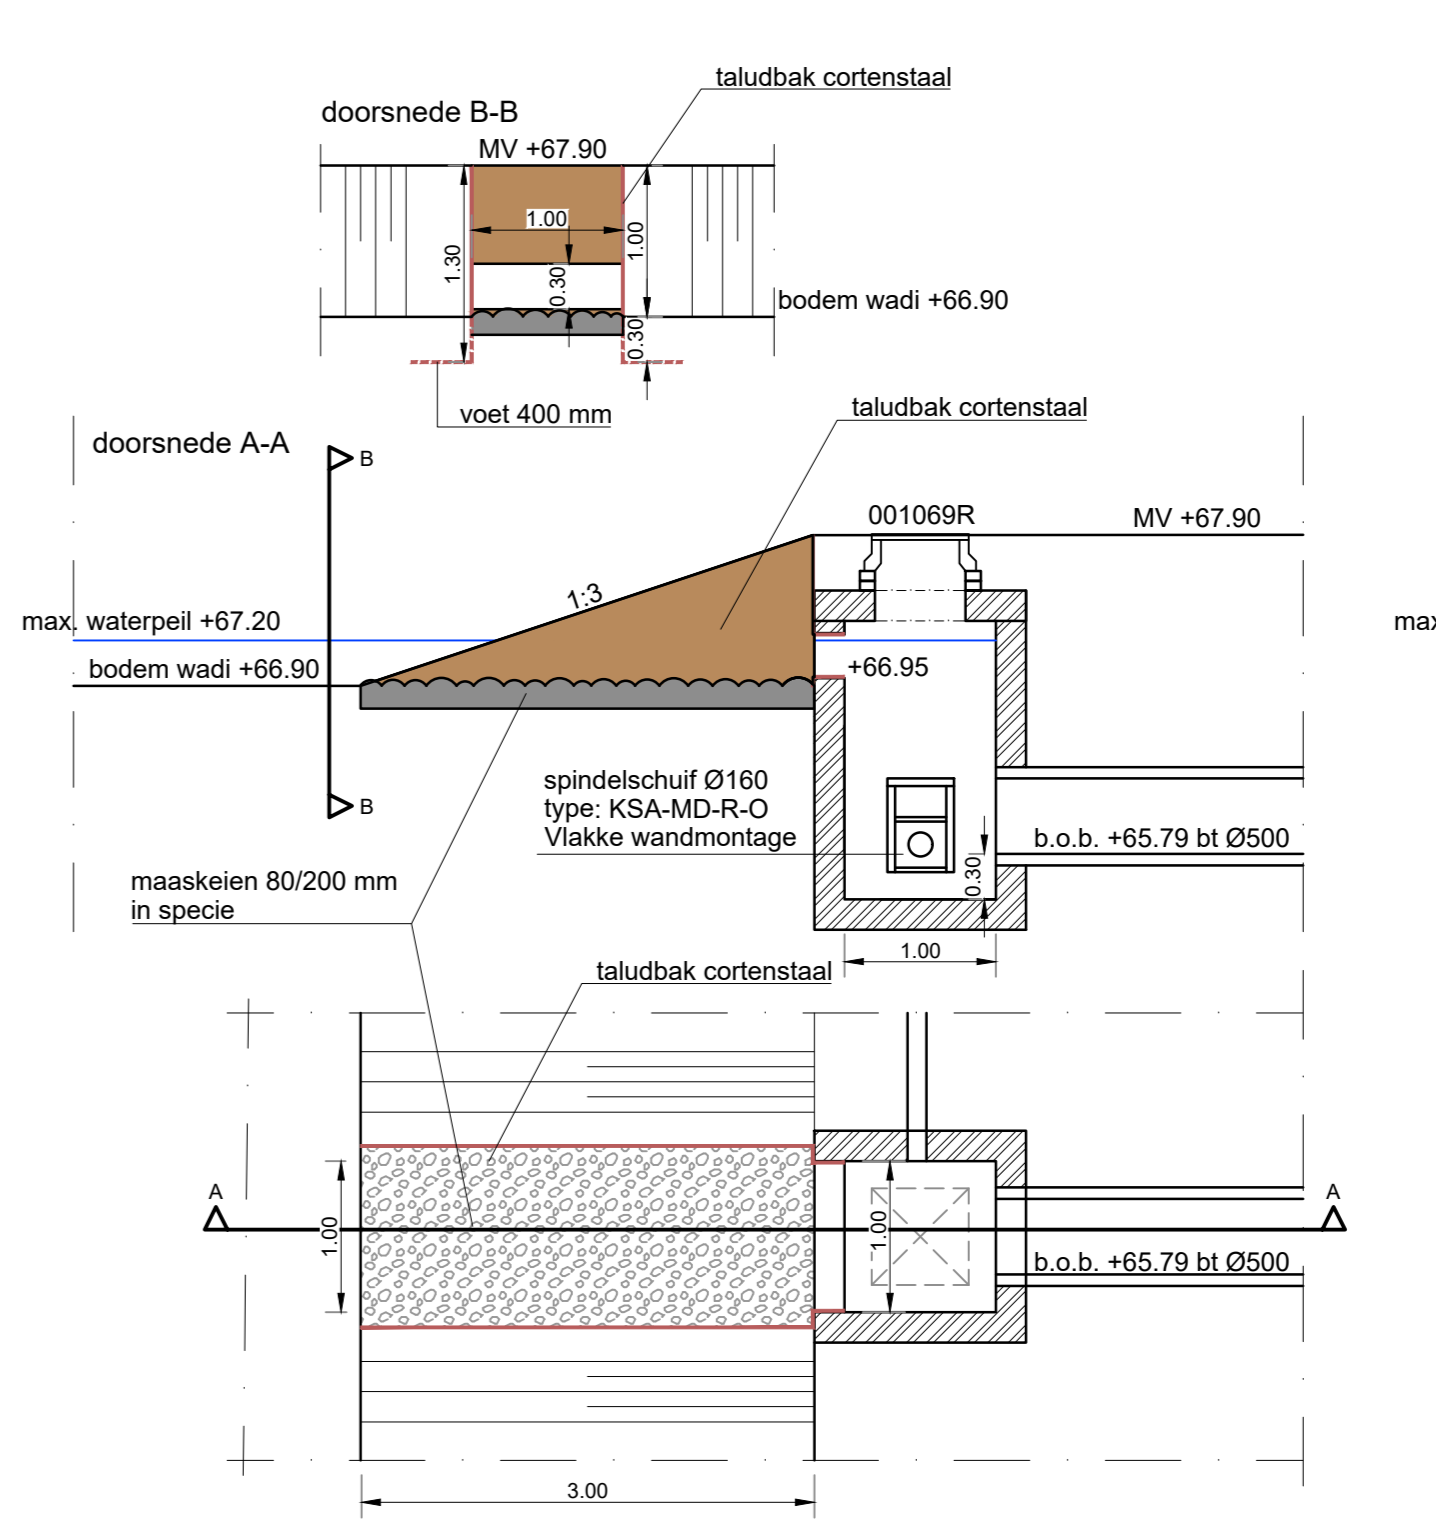 taludbak cortenstaal
doorsnede B-B
MV +67.90
1.00
1.30
1.00
0.30
0.30
bodem wadi +66.90
voet 400 mm
taludbak cortenstaal
doorsnede A-A
B
001069R
MV +67.90
1:3
max. waterpeil +67.20
max
bodem wadi +66.90
+66.95
B
spindelschuif Ø160
type: KSA-MD-R-O
Vlakke wandmontage
b.o.b. +65.79 bt Ø500
0.30
maaskeien 80/200 mm
in specie
1.00
taludbak cortenstaal
A
A
1.00
1.00
b.o.b. +65.79 bt Ø500
3.00